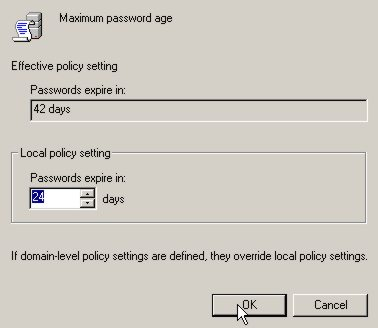 Maximum password age
Effective policy setting
Passwords expire in:
42 days
Local policy setting
Passwords expire in:
24 days
If domain-level policy settings are defined, they override local policy settings.
OK Cancel